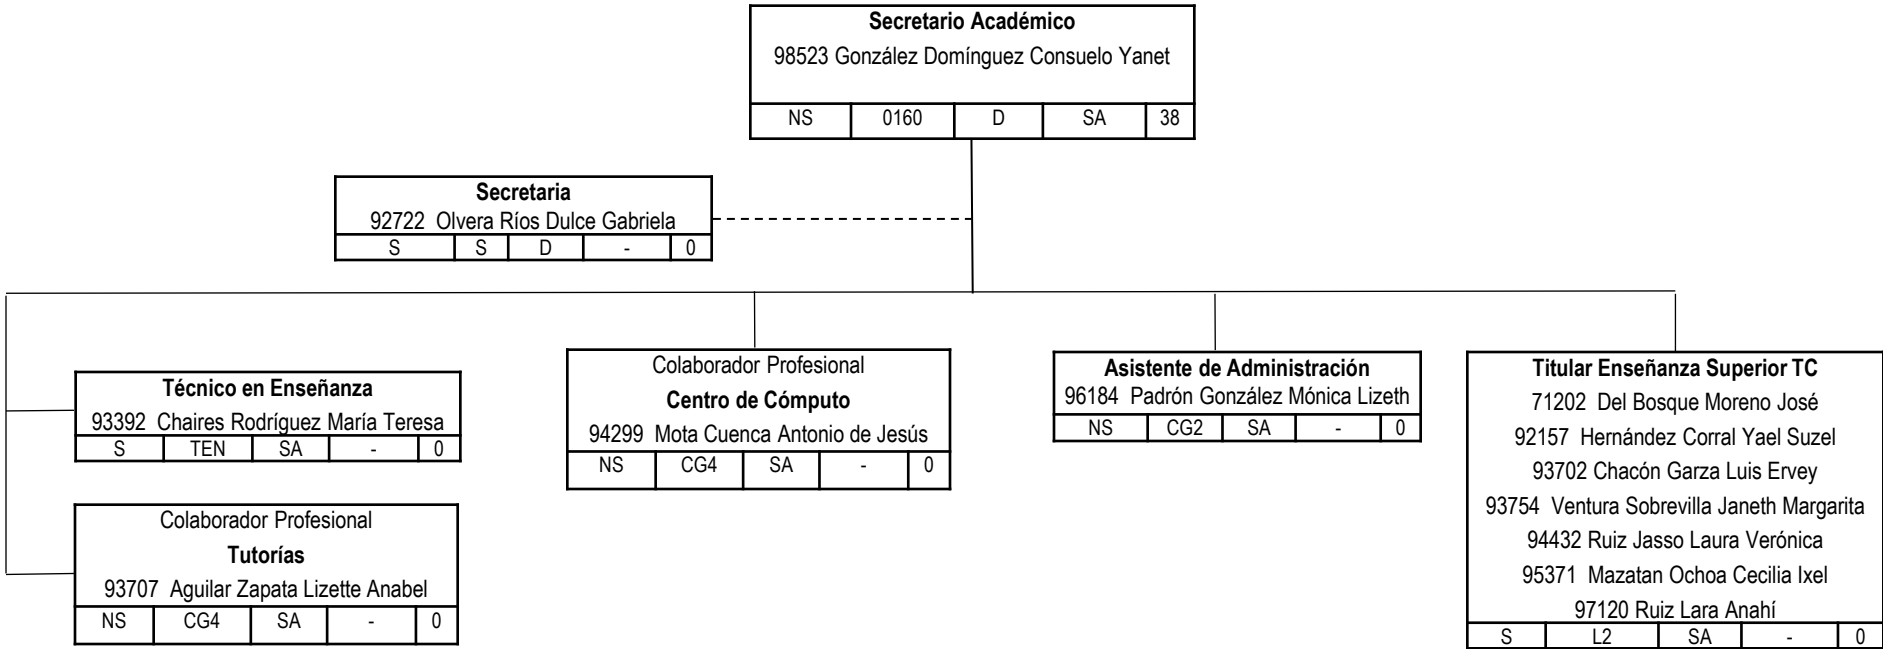 Secretario Académico
98523 González Domínguez Consuelo Yanet
NS 0160 D SA 38
Secretaria
92722 Olvera Ríos Dulce Gabriela
S S D - 0
Técnico en Enseñanza
93392 Chaires Rodríguez María Teresa
S TEN SA - 0
Colaborador Profesional
Tutorías
93707 Aguilar Zapata Lizette Anabel
NS CG4 SA - 0
Colaborador Profesional
Centro de Cómputo
94299 Mota Cuenca Antonio de Jesús
NS CG4 SA - 0
Asistente de Administración
96184 Padrón González Mónica Lizeth
NS CG2 SA - 0
Titular Enseñanza Superior TC
71202 Del Bosque Moreno José
92157 Hernández Corral Yael Suzel
93702 Chacón Garza Luis Ervey
93754 Ventura Sobrevilla Janeth Margarita
94432 Ruiz Jasso Laura Verónica
95371 Mazatan Ochoa Cecilia Ixel
97120 Ruiz Lara Anahí
S L2 SA - 0